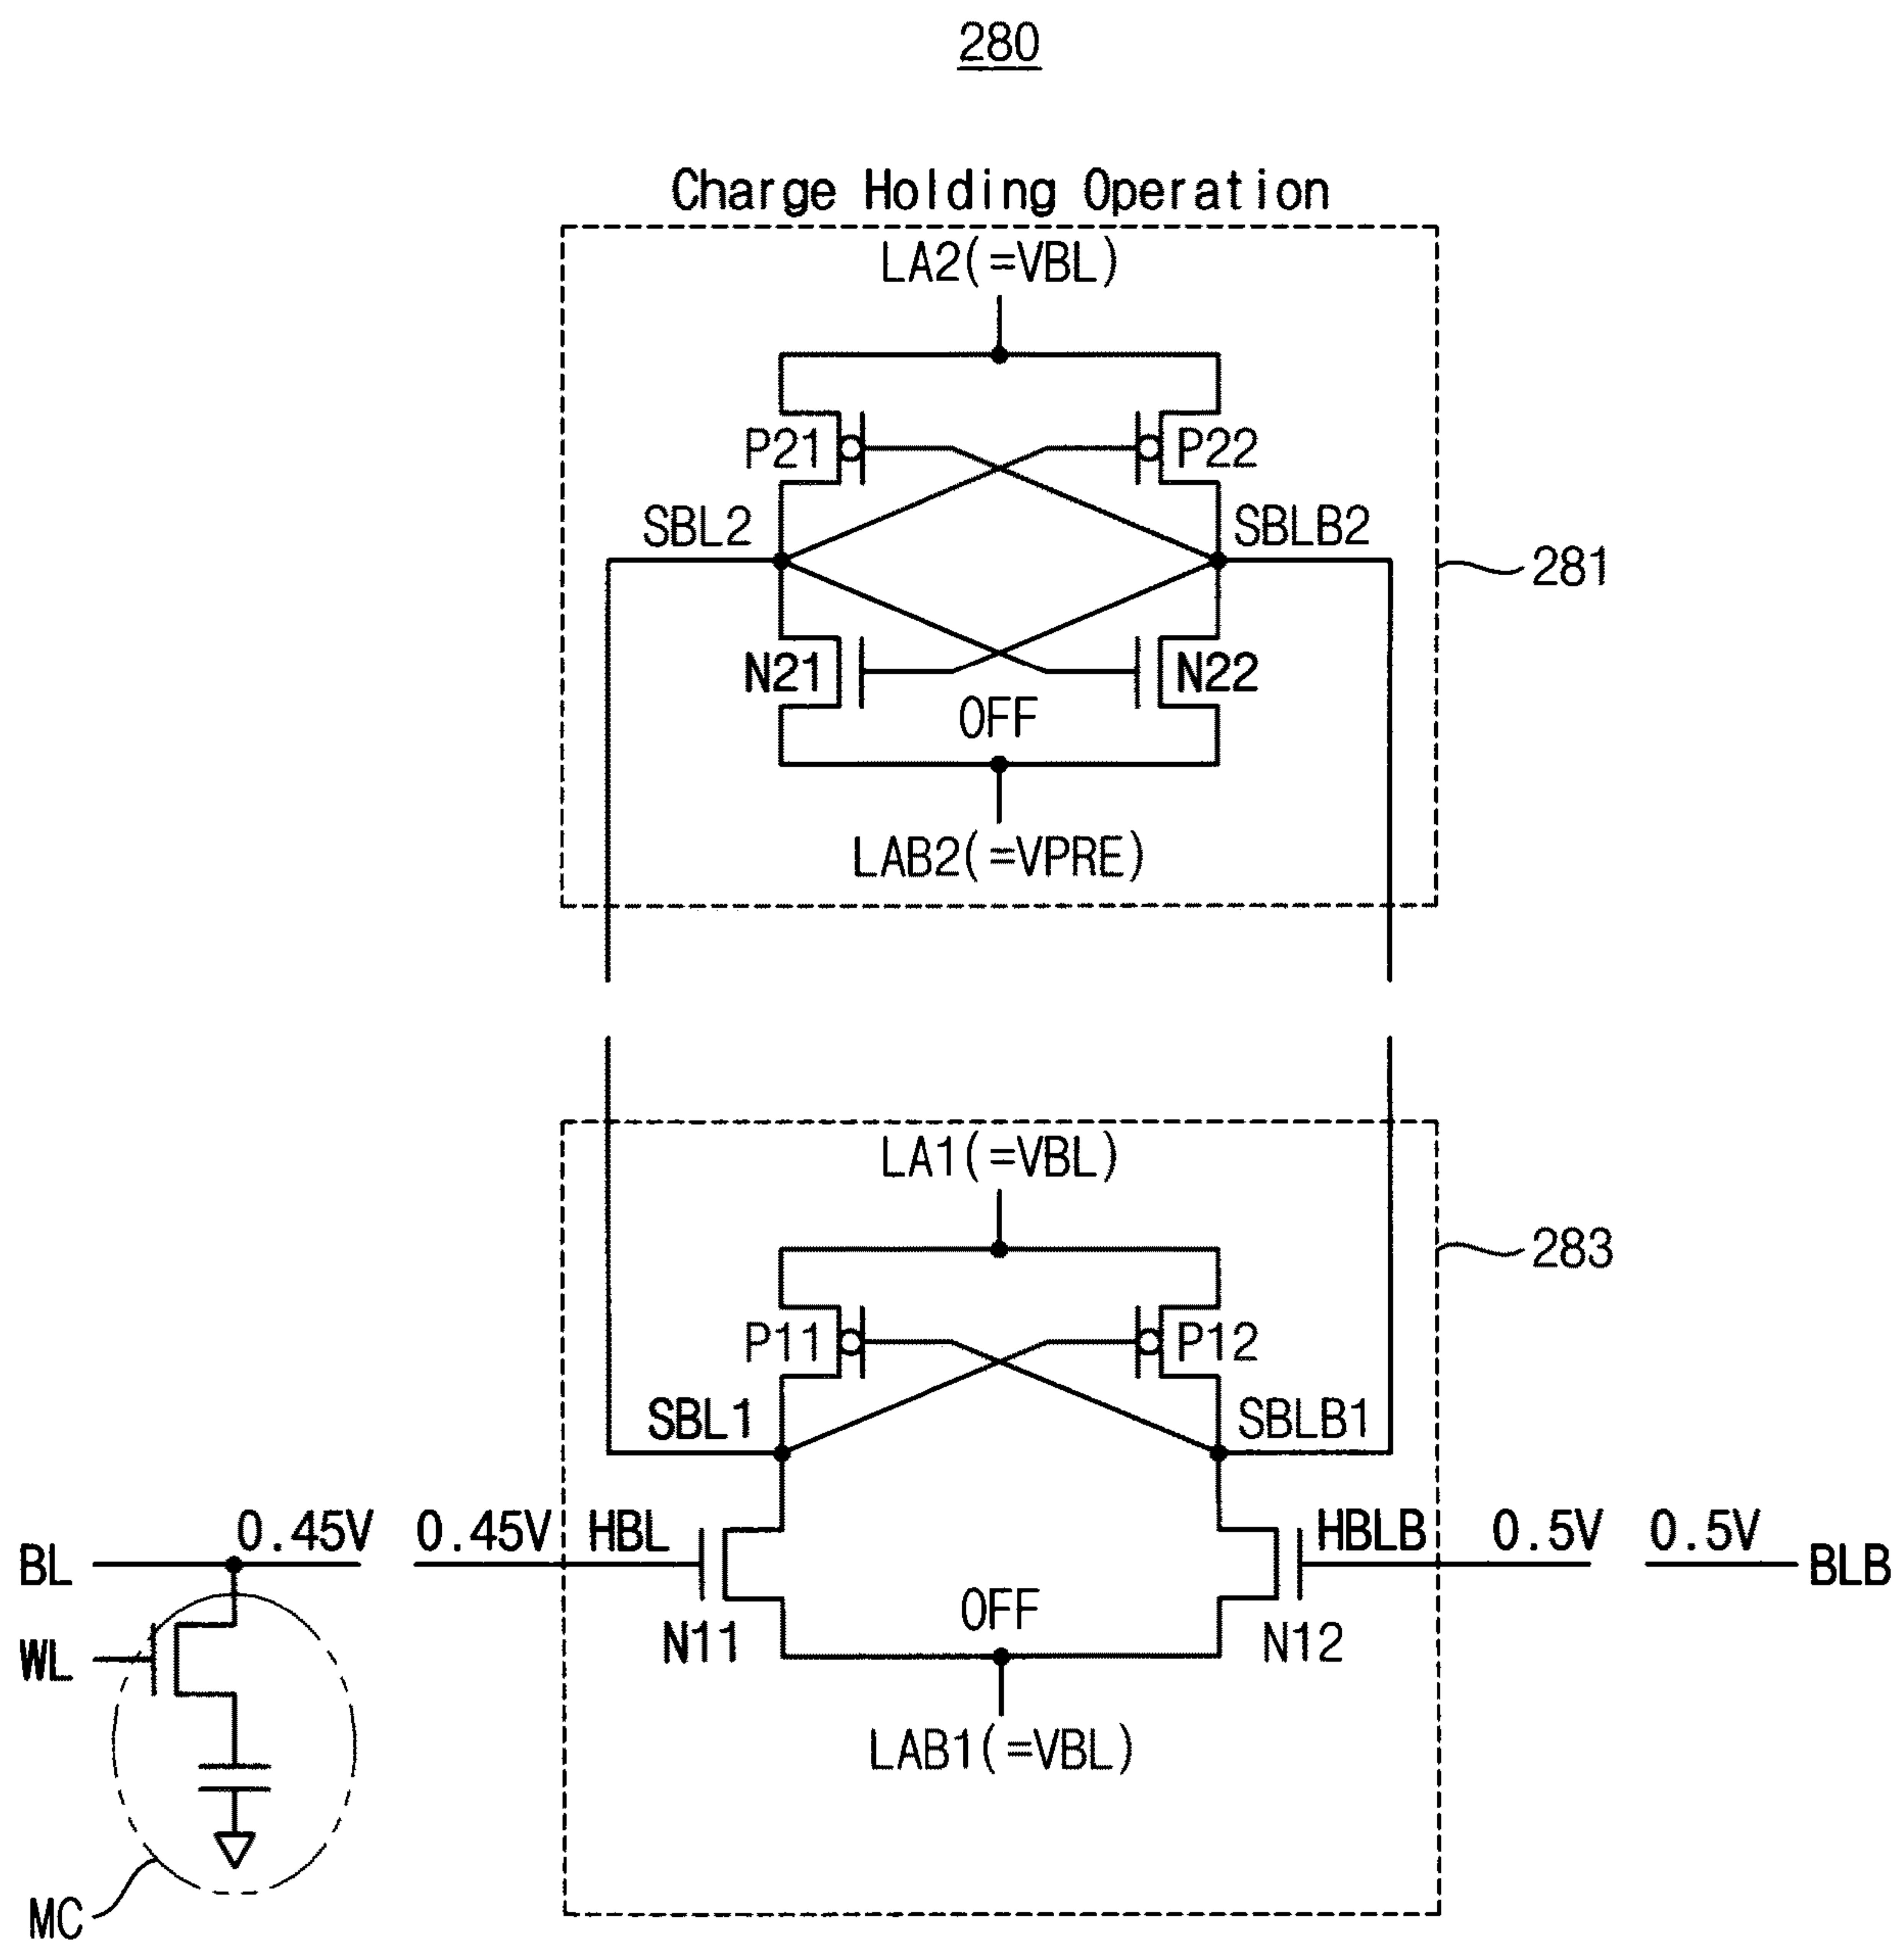 280
Charge Holding Operation
LA2(=VBL)
P21
P22
SBL2
SBLB2
281
N21
N22
OFF
LAB2(=VPRE)
LA1(=VBL)
283
P11
P12
SBL1
SBLB1
BL
0.45V
0.45V
HBL
HBLB
0.5V
0.5V
BLB
WL
N11
OFF
N12
LAB1(=VBL)
MC